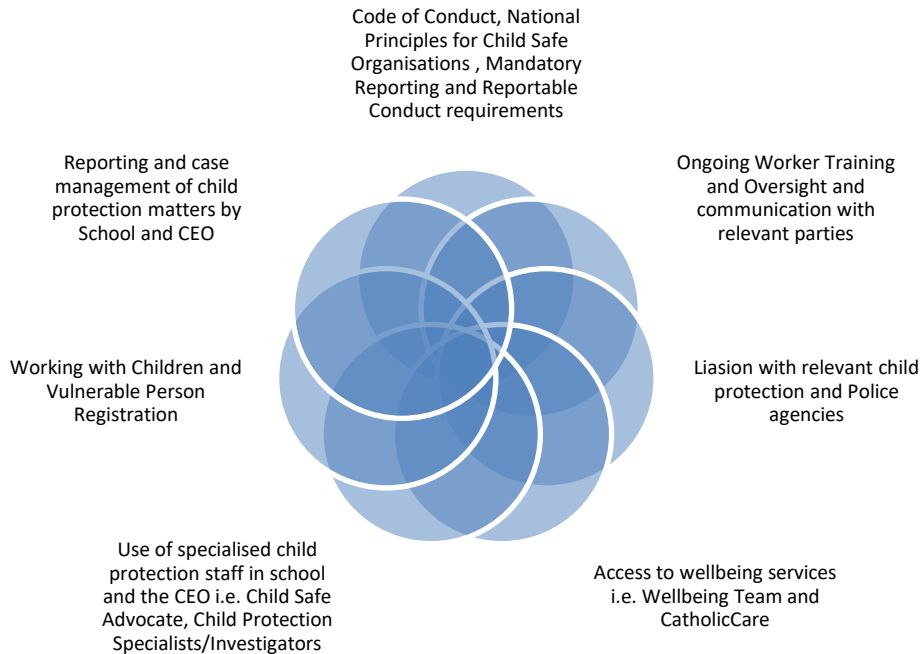 Code of Conduct, National
Principles for Child Safe
Organisations , Mandatory
Reporting and Reportable
Conduct requirements
Ongoing Worker Training
and Oversight and
communication with
relevant parties
Liasion with relevant child
protection and Police
agencies
Access to wellbeing services
i.e. Wellbeing Team and
CatholicCare
Use of specialised child
protection staff in school
and the CEO i.e. Child Safe
Advocate, Child Protection
Specialists/Investigators
Working with Children and
Vulnerable Person
Registration
Reporting and case
management of child
protection matters by
School and CEO